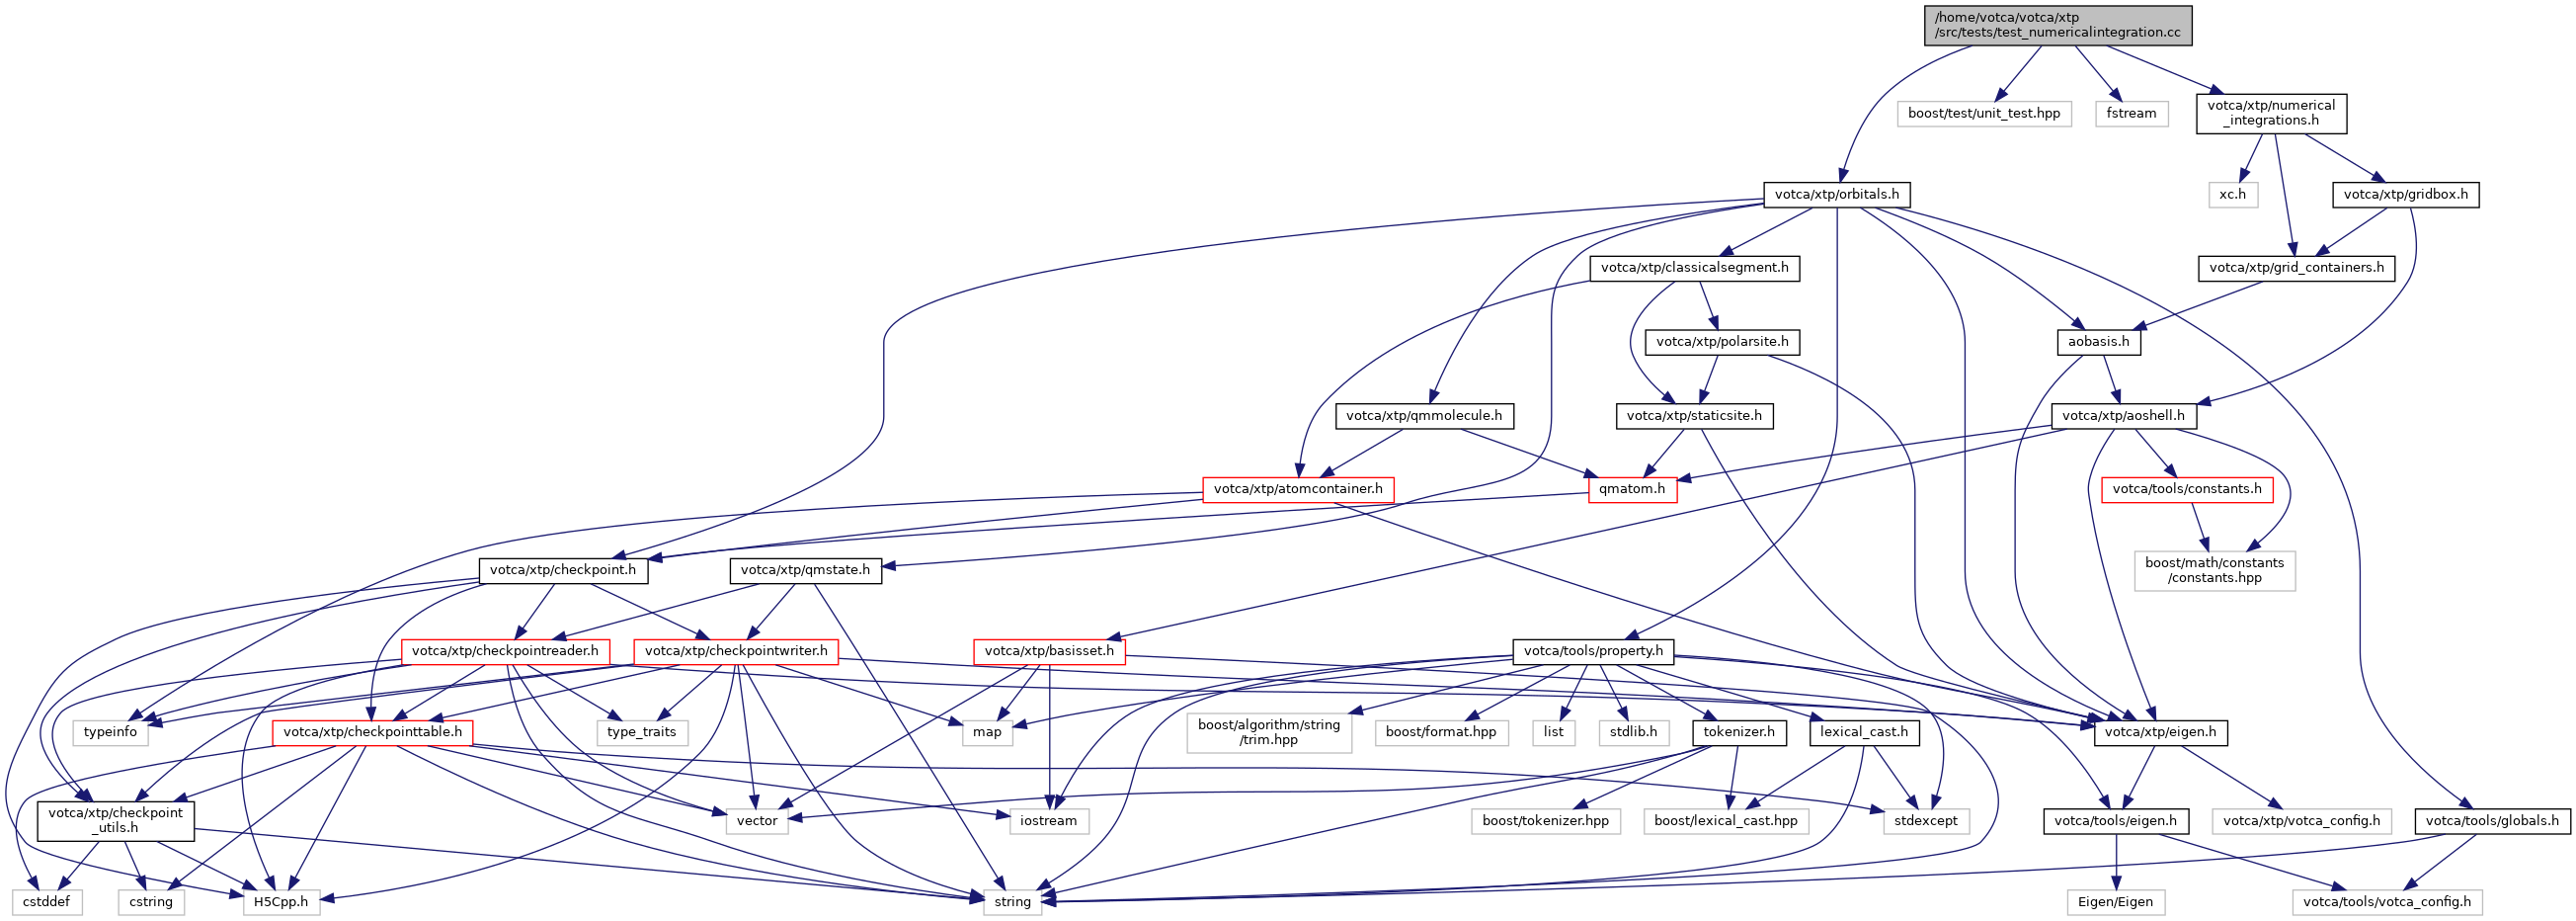 /home/votca/votca/xtp
/src/tests/test_numericalintegration.cc
boost/test/unit_test.hpp
fstream
votca/xtp/numerical
_integrations.h
votca/xtp/orbitals.h
xc.h
votca/xtp/gridbox.h
votca/xtp/classicalsegment.h
votca/xtp/grid_containers.h
votca/xtp/polarsite.h
aobasis.h
votca/xtp/qmmolecule.h
votca/xtp/staticsite.h
votca/xtp/aoshell.h
votca/xtp/atomcontainer.h
qmatom.h
votca/tools/constants.h
votca/xtp/checkpoint.h
votca/xtp/qmstate.h
boost/math/constants
/constants.hpp
votca/xtp/checkpointreader.h
votca/xtp/checkpointwriter.h
votca/xtp/basisset.h
votca/tools/property.h
typeinfo
votca/xtp/checkpointtable.h
type_traits
map
boost/algorithm/string
/trim.hpp
boost/format.hpp
list
stdlib.h
tokenizer.h
lexical_cast.h
votca/xtp/eigen.h
votca/xtp/checkpoint
_utils.h
vector
iostream
boost/tokenizer.hpp
boost/lexical_cast.hpp
stdexcept
votca/tools/eigen.h
votca/xtp/votca_config.h
votca/tools/globals.h
cstddef
cstring
H5Cpp.h
string
Eigen/Eigen
votca/tools/votca_config.h